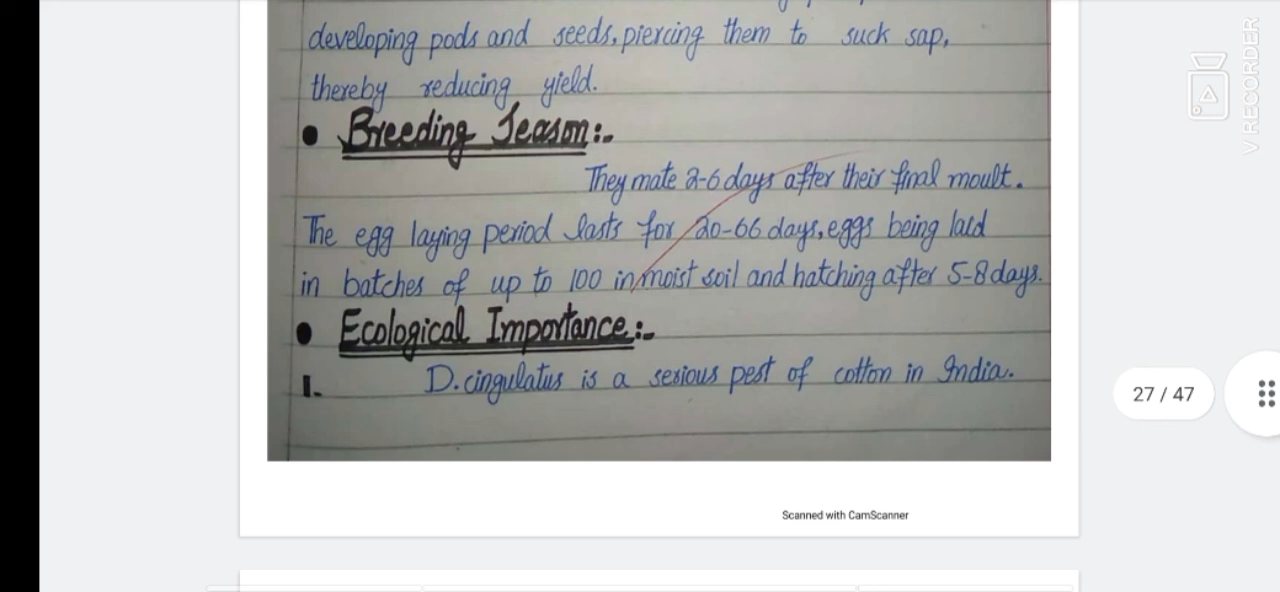 developing pods and seeds, piercing them to suck sap,
thereby reducing yield.
• Breeding Season:-
They mate 2-6 days after their final moult.
The egg laying period lasts for 20-66 days, eggs being laid
in batches of up to 100 in moist soil and hatching after 5-8 days.
• Ecological Importance:-
1. D. cingulatus is a serious pest of cotton in India.
27 / 47
Scanned with CamScanner
V RECORDER